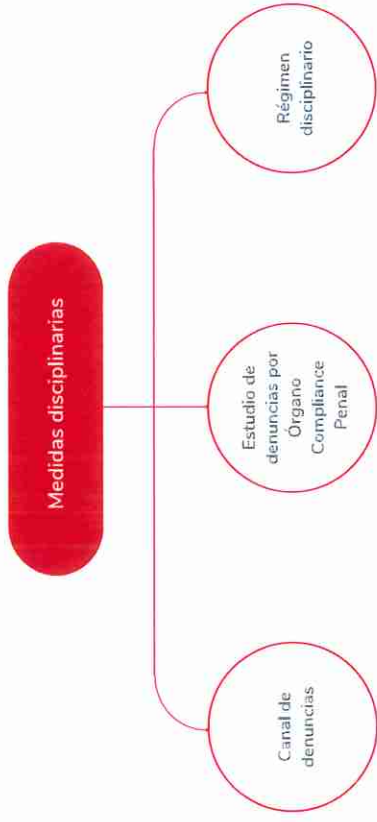 Medidas disciplinarias
Canal de
denuncias
Estudio de
denuncias por
Órgano
Compliance
Penal
Régimen
disciplinario